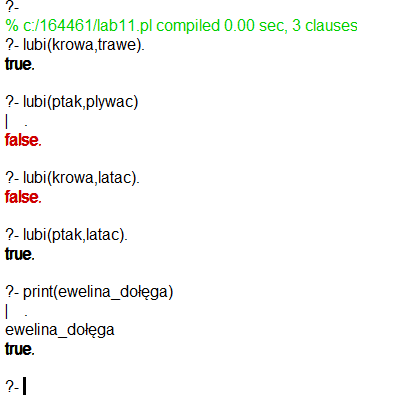 ?-
% c:/164461/lab11.pl compiled 0.00 sec, 3 clauses
?- lubi(krowa,trawe).
true.
?- lubi(ptak,plywac)
| .
false.
?- lubi(krowa,latac).
false.
?- lubi(ptak,latac).
true.
?- print(ewelina_dołęga)
| .
ewelina_dołęga
true.
?-